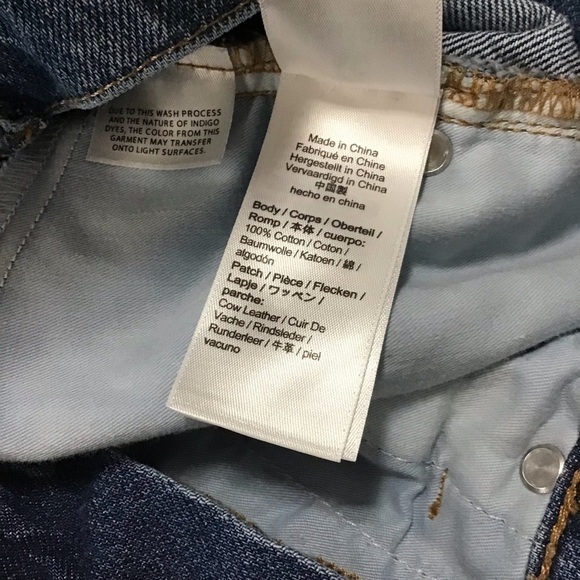 DUE TO THIS WASH PROCESS
AND THE NATURE OF INDIGO
DYES, THE COLOR FROM THIS
GARMENT MAY TRANSFER
ONTO LIGHT SURFACES.
Made in China
Fabriqué en Chine
Hergestellt in China
Vervaardigd in China
中国製
hecho en china
Body / Corps / Oberteil /
Romp / 本体 / cuerpo:
100% Cotton / Coton /
Baumwolle / Katoen / 綿 /
algodón
Patch / Pièce / Flecken /
Lapje / ワッペン /
parche:
Cow Leather / Cuir De
Vache / Rindsleder /
Runderleer / 牛革 / piel
vacuno